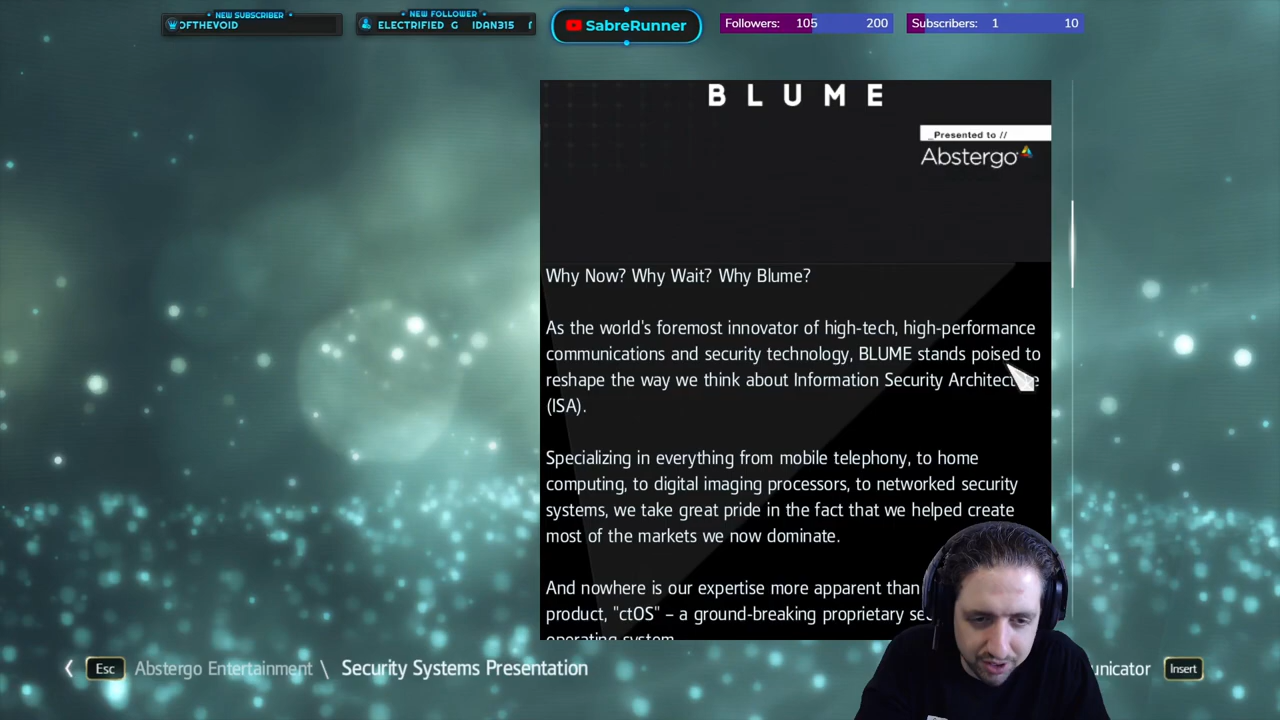 NEW SUBSCRIBER
OFTHEVOID
NEW FOLLOWER
ELECTRIFIED_G IDAN315
SabreRunner
Followers: 105 200
Subscribers: 1 10
BLUME
_Presented to //
Abstergo
Why Now? Why Wait? Why Blume?
As the world's foremost innovator of high-tech, high-performance
communications and security technology, BLUME stands poised to
reshape the way we think about Information Security
(ISA).
Specializing in everything from mobile telephony, to home
computing, to digital imaging processors, to networked security
systems, we take great pride in the fact that we helped create
most of the markets we now dominate.
And nowhere is our expertise more apparent than
product, "ctOS" – a ground-breaking proprietary
operating system
Esc Abstergo Entertainment \ Security Systems Presentation
Insert